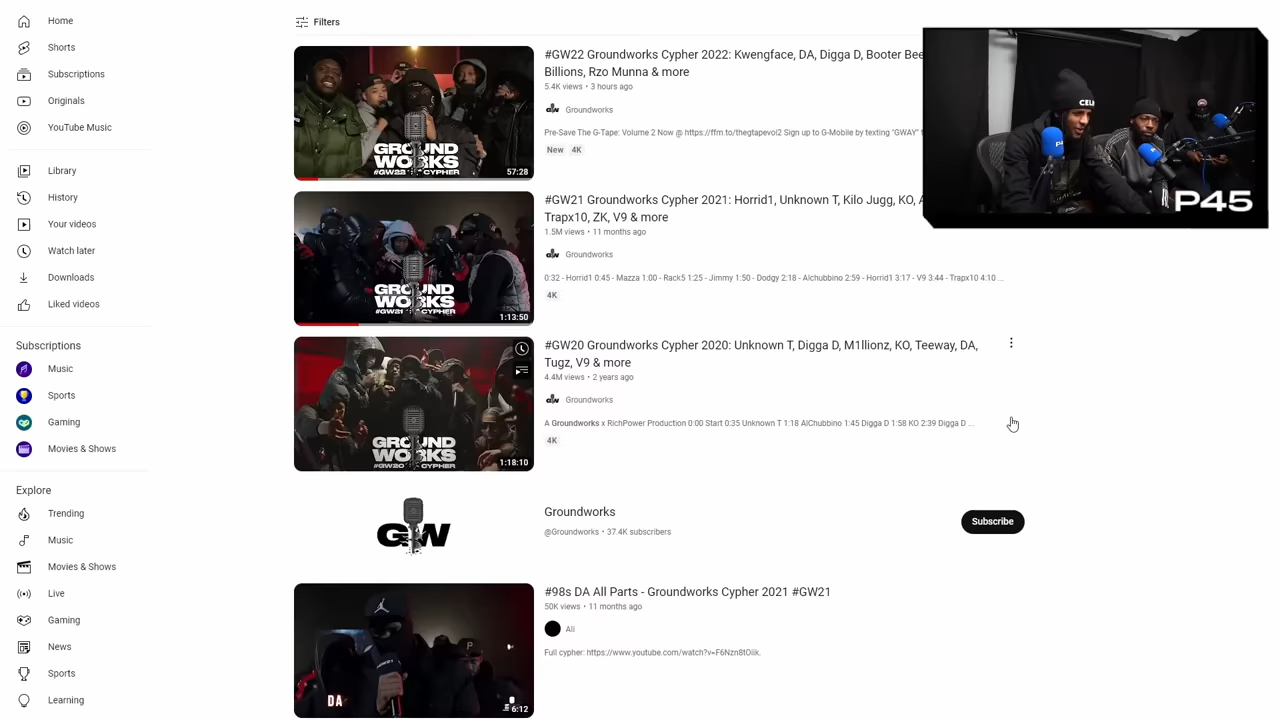 Home
Shorts
Subscriptions
Originals
YouTube Music
Library
History
Your videos
Watch later
Downloads
Liked videos
Subscriptions
Music
Sports
Gaming
Movies & Shows
Explore
Trending
Music
Movies & Shows
Live
Gaming
News
Sports
Learning
Filters
GROUND
WORKS
#GW22 CYPHER
57:28
#GW22 Groundworks Cypher 2022: Kwengface, DA, Digga D, Booter Bee
Billions, Rzo Munna & more
5.4K views • 3 hours ago
Groundworks
Pre-Save The G-Tape: Volume 2 Now @ https://ffm.to/thegtapevol2 Sign up to G-Mobile by texting "GWAY"
New 4K
GROUND
WORKS
#GW21 CYPHER
1:13:50
#GW21 Groundworks Cypher 2021: Horrid1, Unknown T, Kilo Jugg, KO,
Trapx10, ZK, V9 & more
1.5M views • 11 months ago
Groundworks
0:32 - Horrid1 0:45 - Mazza 1:00 - Rack5 1:25 - Jimmy 1:50 - Dodgy 2:18 - Alchubbino 2:59 - Horrid1 3:17 - V9 3:44 - Trapx10 4:10 ...
4K
GROUND
WORKS
#GW20 CYPHER
1:18:10
#GW20 Groundworks Cypher 2020: Unknown T, Digga D, M1llionz, KO, Teeway, DA,
Tugz, V9 & more
4.4M views • 2 years ago
Groundworks
A Groundworks x RichPower Production 0:00 Start 0:35 Unknown T 1:18 AlChubbino 1:45 Digga D 1:58 KO 2:39 Digga D ...
4K
GW
Groundworks
@Groundworks • 37.4K subscribers
Subscribe
DA
6:12
#98s DA All Parts - Groundworks Cypher 2021 #GW21
50K views • 11 months ago
Ali
Full cypher: https://www.youtube.com/watch?v=F6Nzn8tOiik.
P45